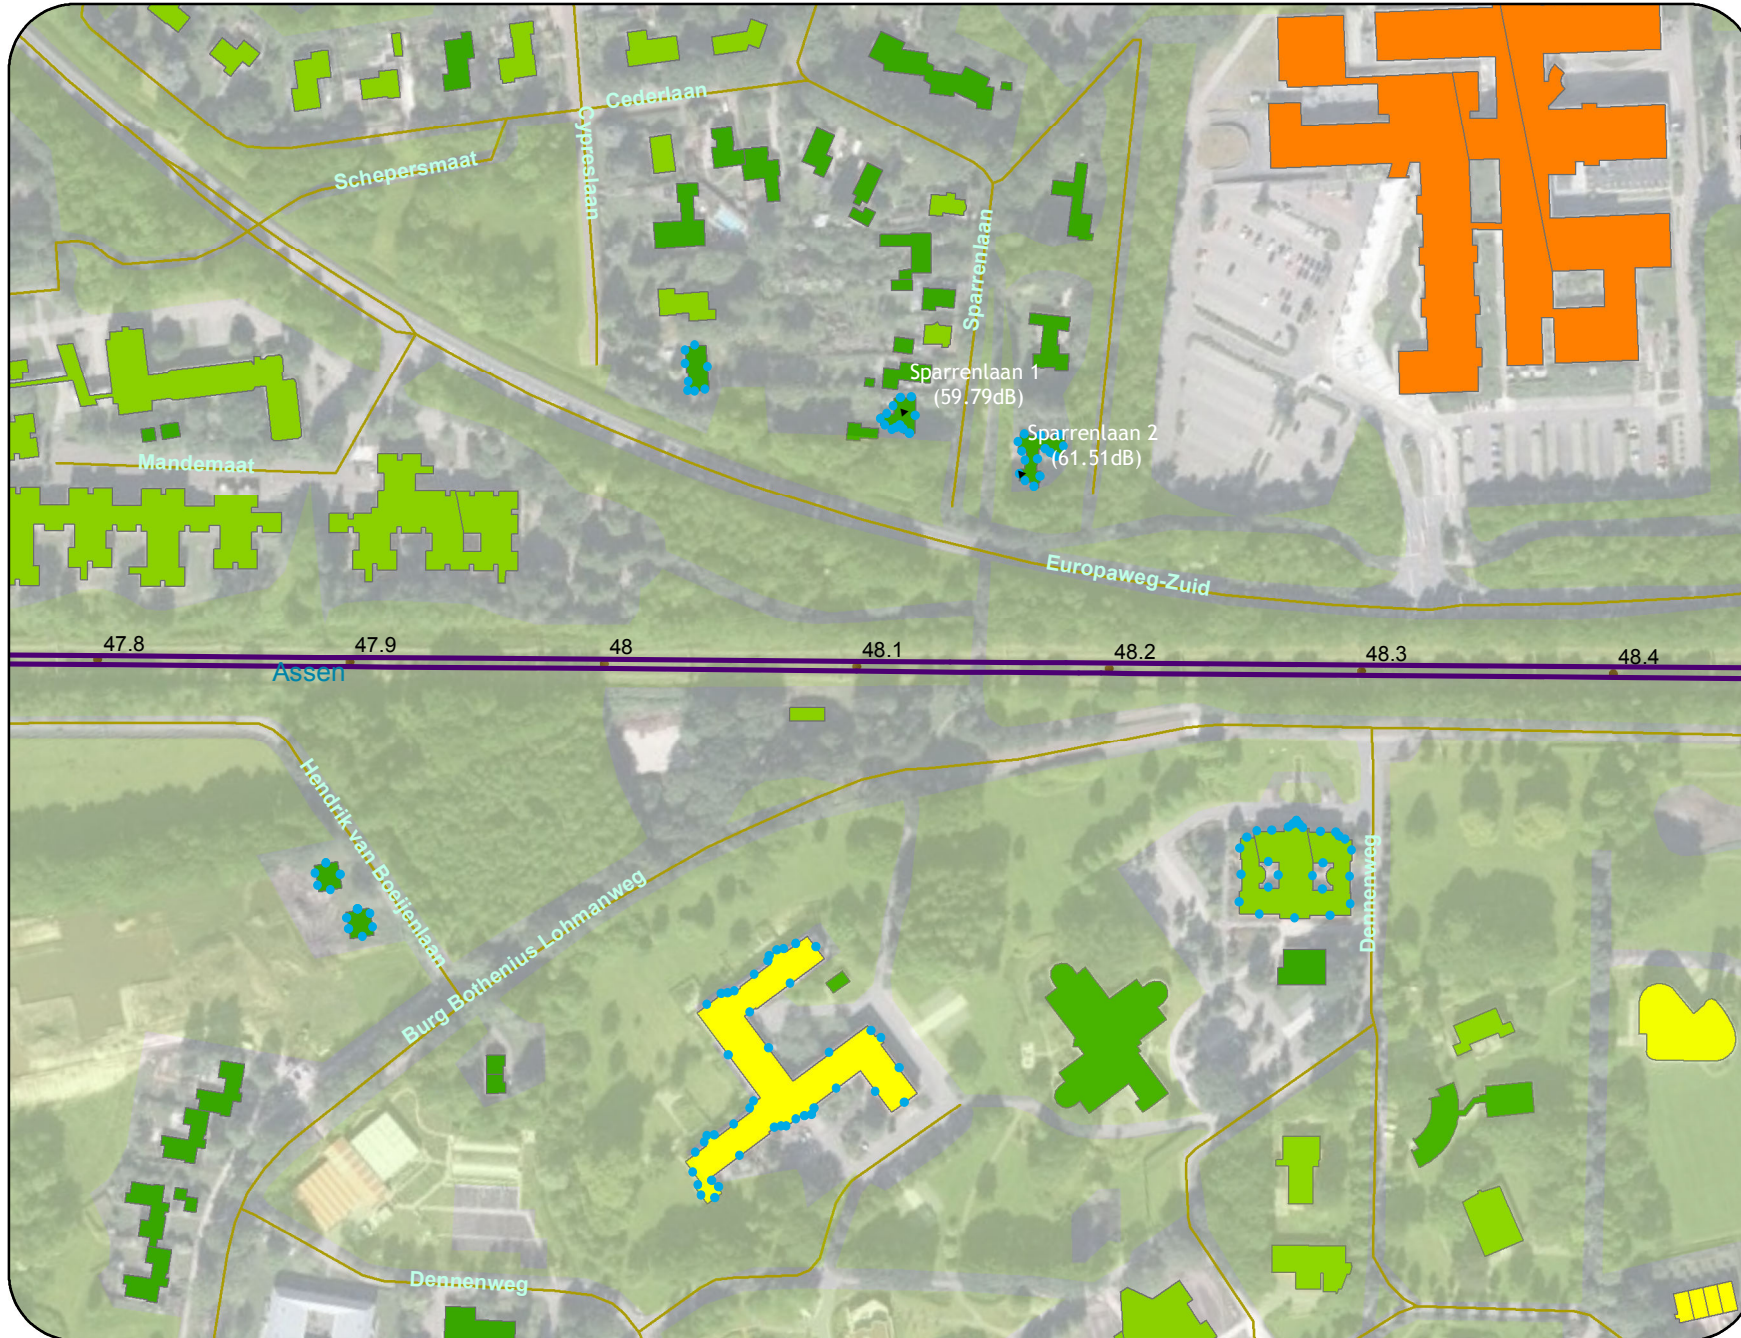 Cederlaan
Cypreslaan
Schepersmaat
Sparrenlaan
Sparrenlaan 1
(59.79dB)
Sparrenlaan 2
(61.51dB)
Mandemaat
Europaweg-Zuid
47.8
47.9
48
48.1
48.2
48.3
48.4
Assen
Hendrik van Boeijenlaan
Burg Bothenius Lohmanweg
Dennenweg
Dennenweg